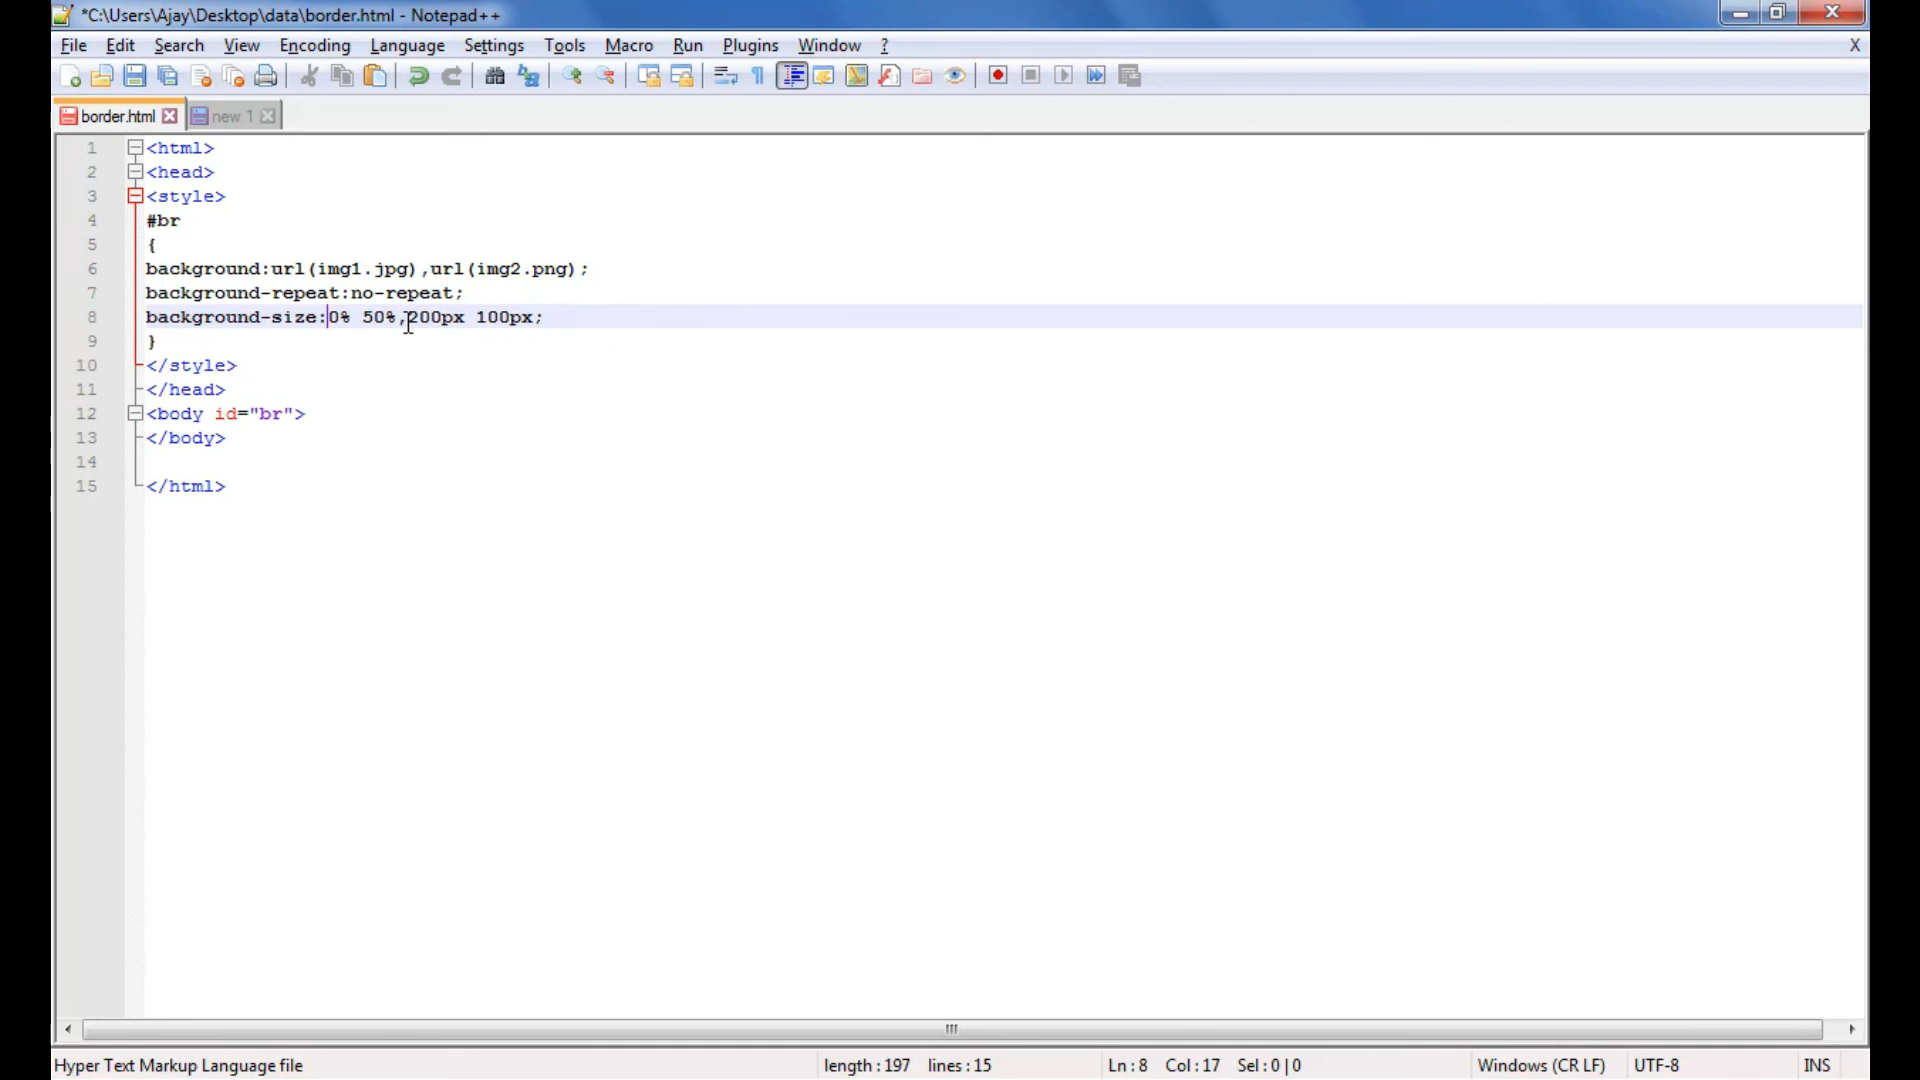 *C:\Users\Ajay\Desktop\data\border.html - Notepad++
File Edit Search View Encoding Language Settings Tools Macro Run Plugins Window ? X
border.html new 1
1 <html>
2 <head>
3 <style>
4 #br
5 {
6 background:url(img1.jpg),url(img2.png);
7 background-repeat:no-repeat;
8 background-size:0% 50%,200px 100px;
9 }
10 </style>
11 </head>
12 <body id="br">
13 </body>
14
15 </html>
Hyper Text Markup Language file length : 197 lines : 15 Ln : 8 Col : 17 Sel : 0 | 0 Windows (CR LF) UTF-8 INS